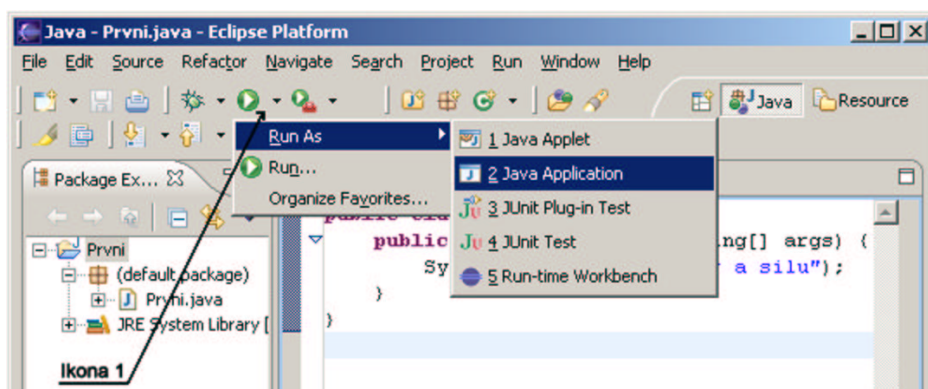 Java - Prvni.java - Eclipse Platform
File Edit Source Refactor Navigate Search Project Run Window Help
Java Resource
Run As
Run...
Organize Favorites...
1 Java Applet
2 Java Application
3 JUnit Plug-in Test
4 JUnit Test
5 Run-time Workbench
Package Ex...
Prvni
(default package)
Prvni.java
JRE System Library [
public
public ng[] args) {
Sy a silu");
}
}
Ikona 1